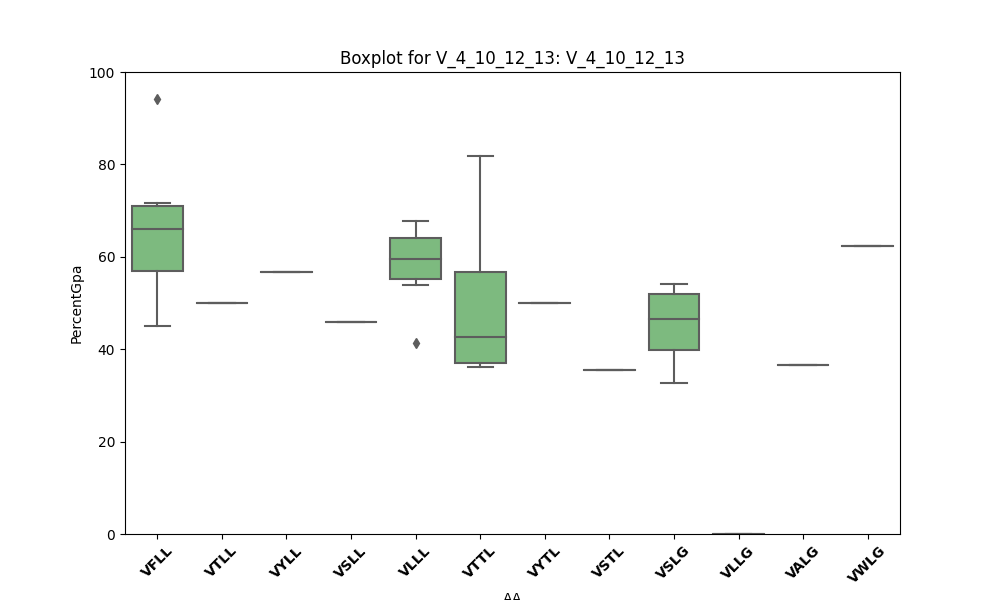 Boxplot for V_4_10_12_13: V_4_10_12_13
PercentGpa
100
80
60
40
20
0
VFLL VTLL VYLL VSLL VLLL VTTL VYTL VSTL VSLG VLLG VALG VWLG
AA